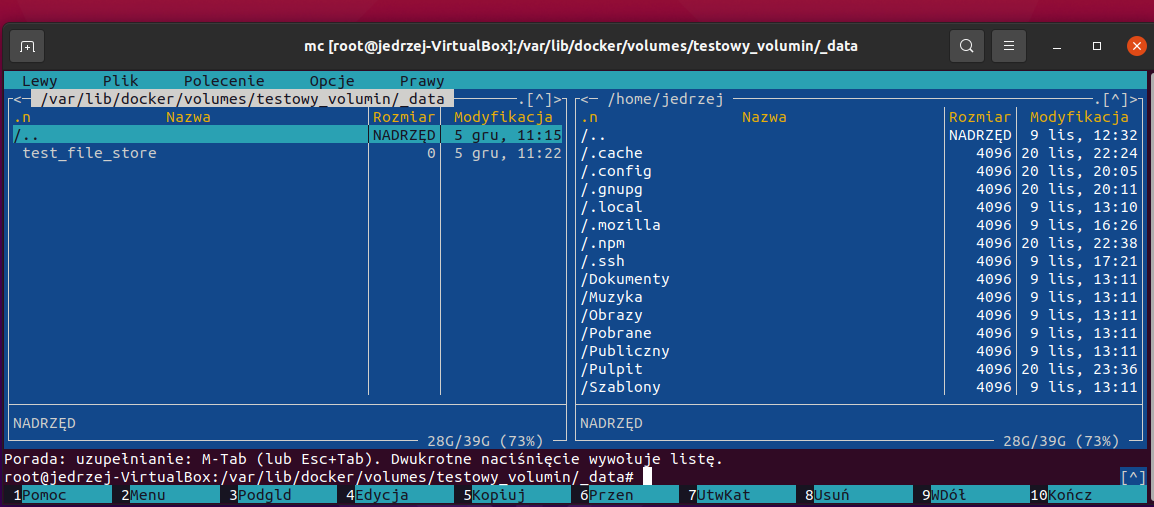 mc [root@jedrzej-VirtualBox]:/var/lib/docker/volumes/testowy_volumin/_data
Lewy Plik Polecenie Opcje Prawy
<─ /var/lib/docker/volumes/testowy_volumin/_data ─.[^]>
.n Nazwa Rozmiar Modyfikacja
/.. NADRZĘD 5 gru, 11:15
test_file_store 0 5 gru, 11:22
NADRZĘD
28G/39G (73%)
<─ /home/jedrzej ─.[^]>
.n Nazwa Rozmiar Modyfikacja
/.. NADRZĘD 9 lis, 12:32
/.cache 4096 20 lis, 22:24
/.config 4096 20 lis, 20:05
/.gnupg 4096 20 lis, 20:11
/.local 4096 9 lis, 13:10
/.mozilla 4096 9 lis, 16:26
/.npm 4096 20 lis, 22:38
/.ssh 4096 9 lis, 17:21
/Dokumenty 4096 9 lis, 13:11
/Muzyka 4096 9 lis, 13:11
/Obrazy 4096 9 lis, 13:11
/Pobrane 4096 9 lis, 13:11
/Publiczny 4096 9 lis, 13:11
/Pulpit 4096 20 lis, 23:36
/Szablony 4096 9 lis, 13:11
NADRZĘD
28G/39G (73%)
Porada: uzupełnianie: M-Tab (lub Esc+Tab). Dwukrotne naciśnięcie wywołuje listę.
root@jedrzej-VirtualBox:/var/lib/docker/volumes/testowy_volumin/_data# [^]
1Pomoc 2Menu 3Podgld 4Edycja 5Kopiuj 6Przen 7UtwKat 8Usuń 9WDół 10Kończ